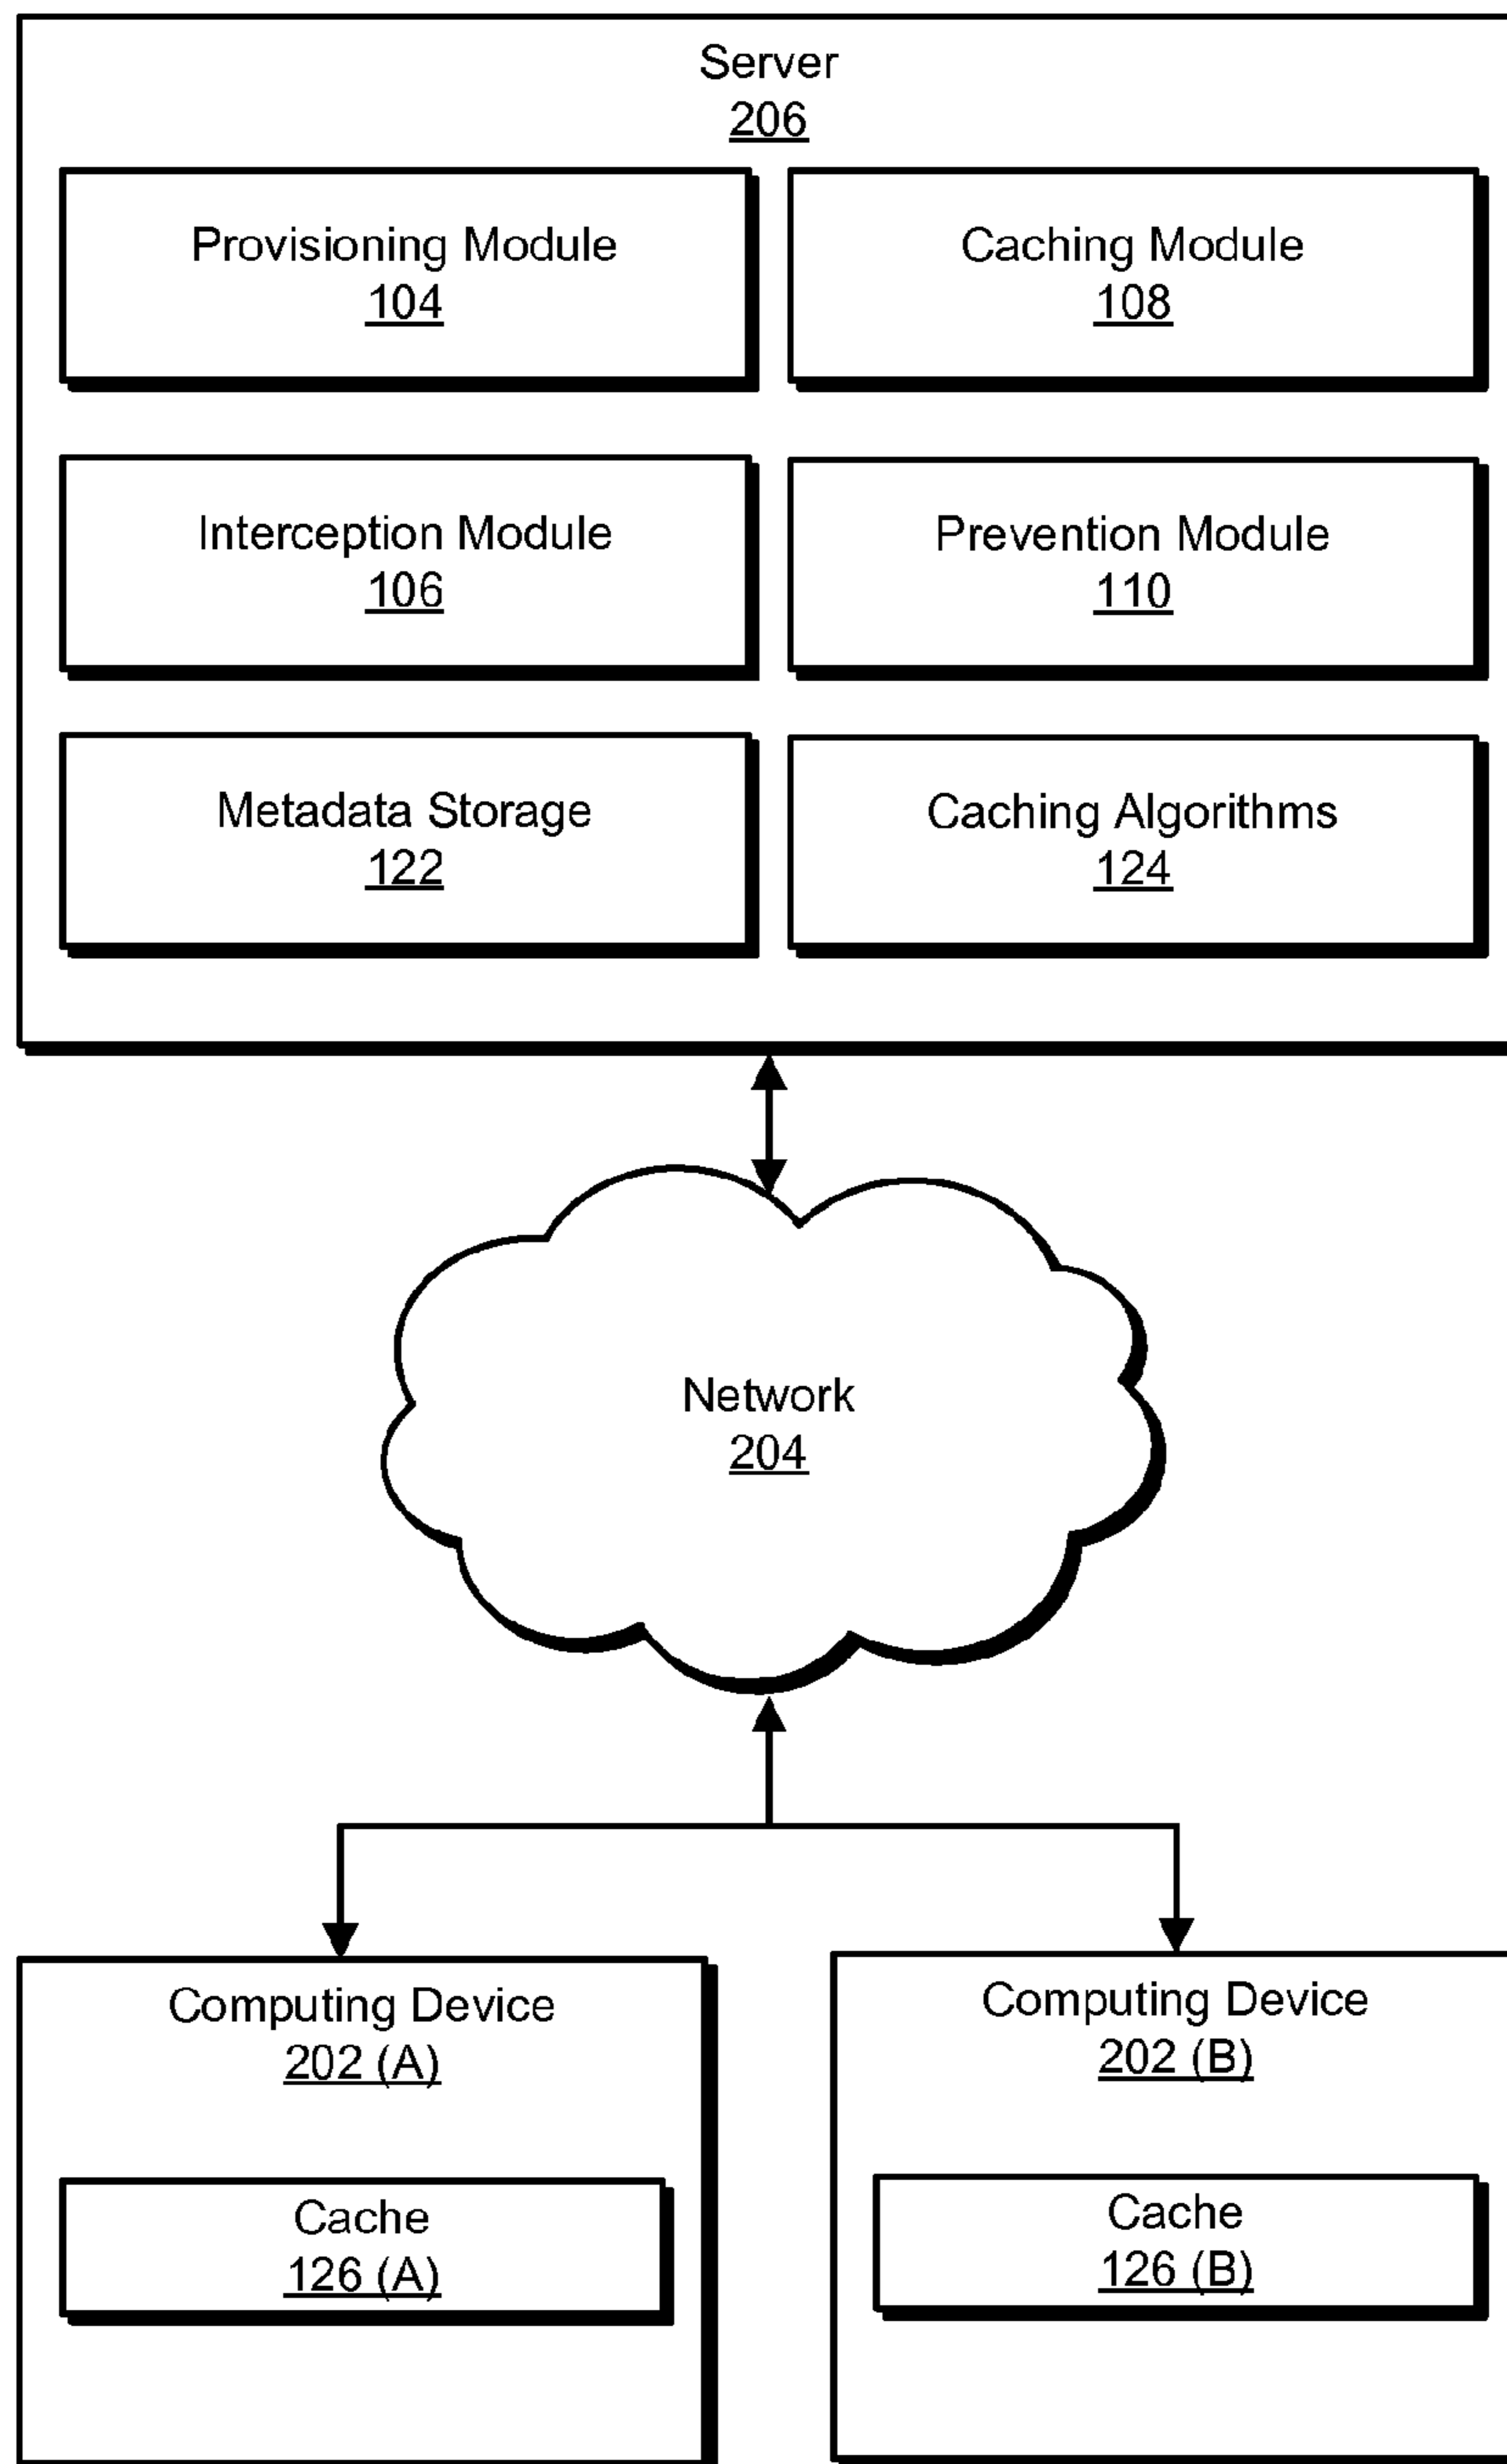 Server
206
Provisioning Module
104
Caching Module
108
Interception Module
106
Prevention Module
110
Metadata Storage
122
Caching Algorithms
124
Network
204
Computing Device
202 (A)
Cache
126 (A)
Computing Device
202 (B)
Cache
126 (B)